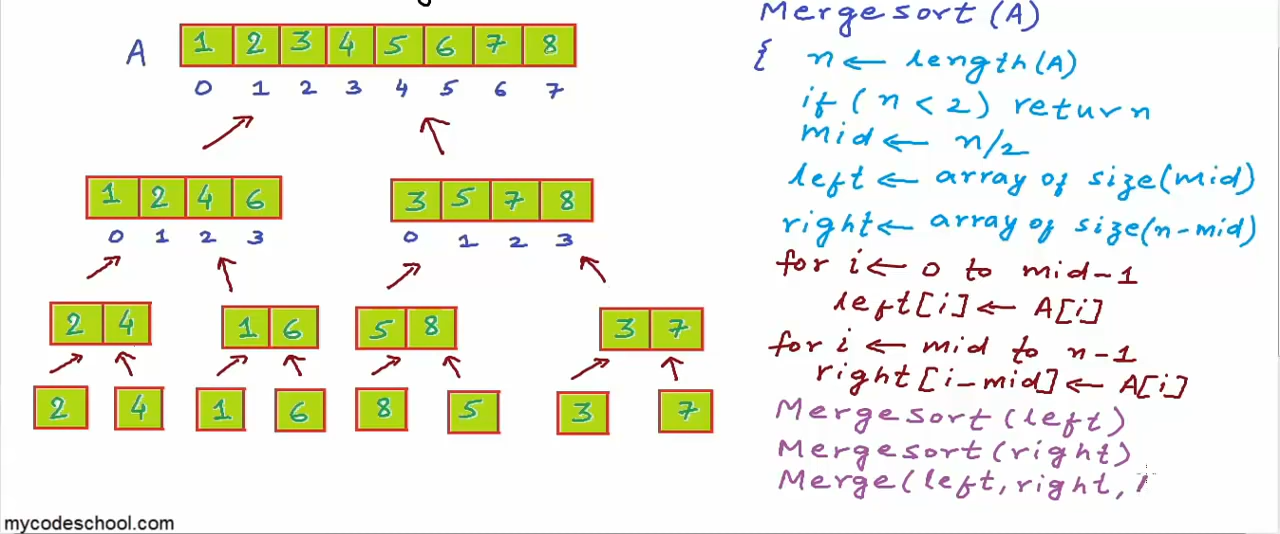 A 1 2 3 4 5 6 7 8
0 1 2 3 4 5 6 7
1 2 4 6 3 5 7 8
0 1 2 3 0 1 2 3
2 4 1 6 5 8 3 7
2 4 1 6 8 5 3 7
mycodeschool.com
Mergesort(A)
{ n ← length(A)
if (n < 2) return
mid ← n/2
left ← array of size(mid)
right ← array of size(n-mid)
for i ← 0 to mid-1
left[i] ← A[i]
for i ← mid to n-1
right[i-mid] ← A[i]
Mergesort(left)
Mergesort(right)
Merge(left, right,